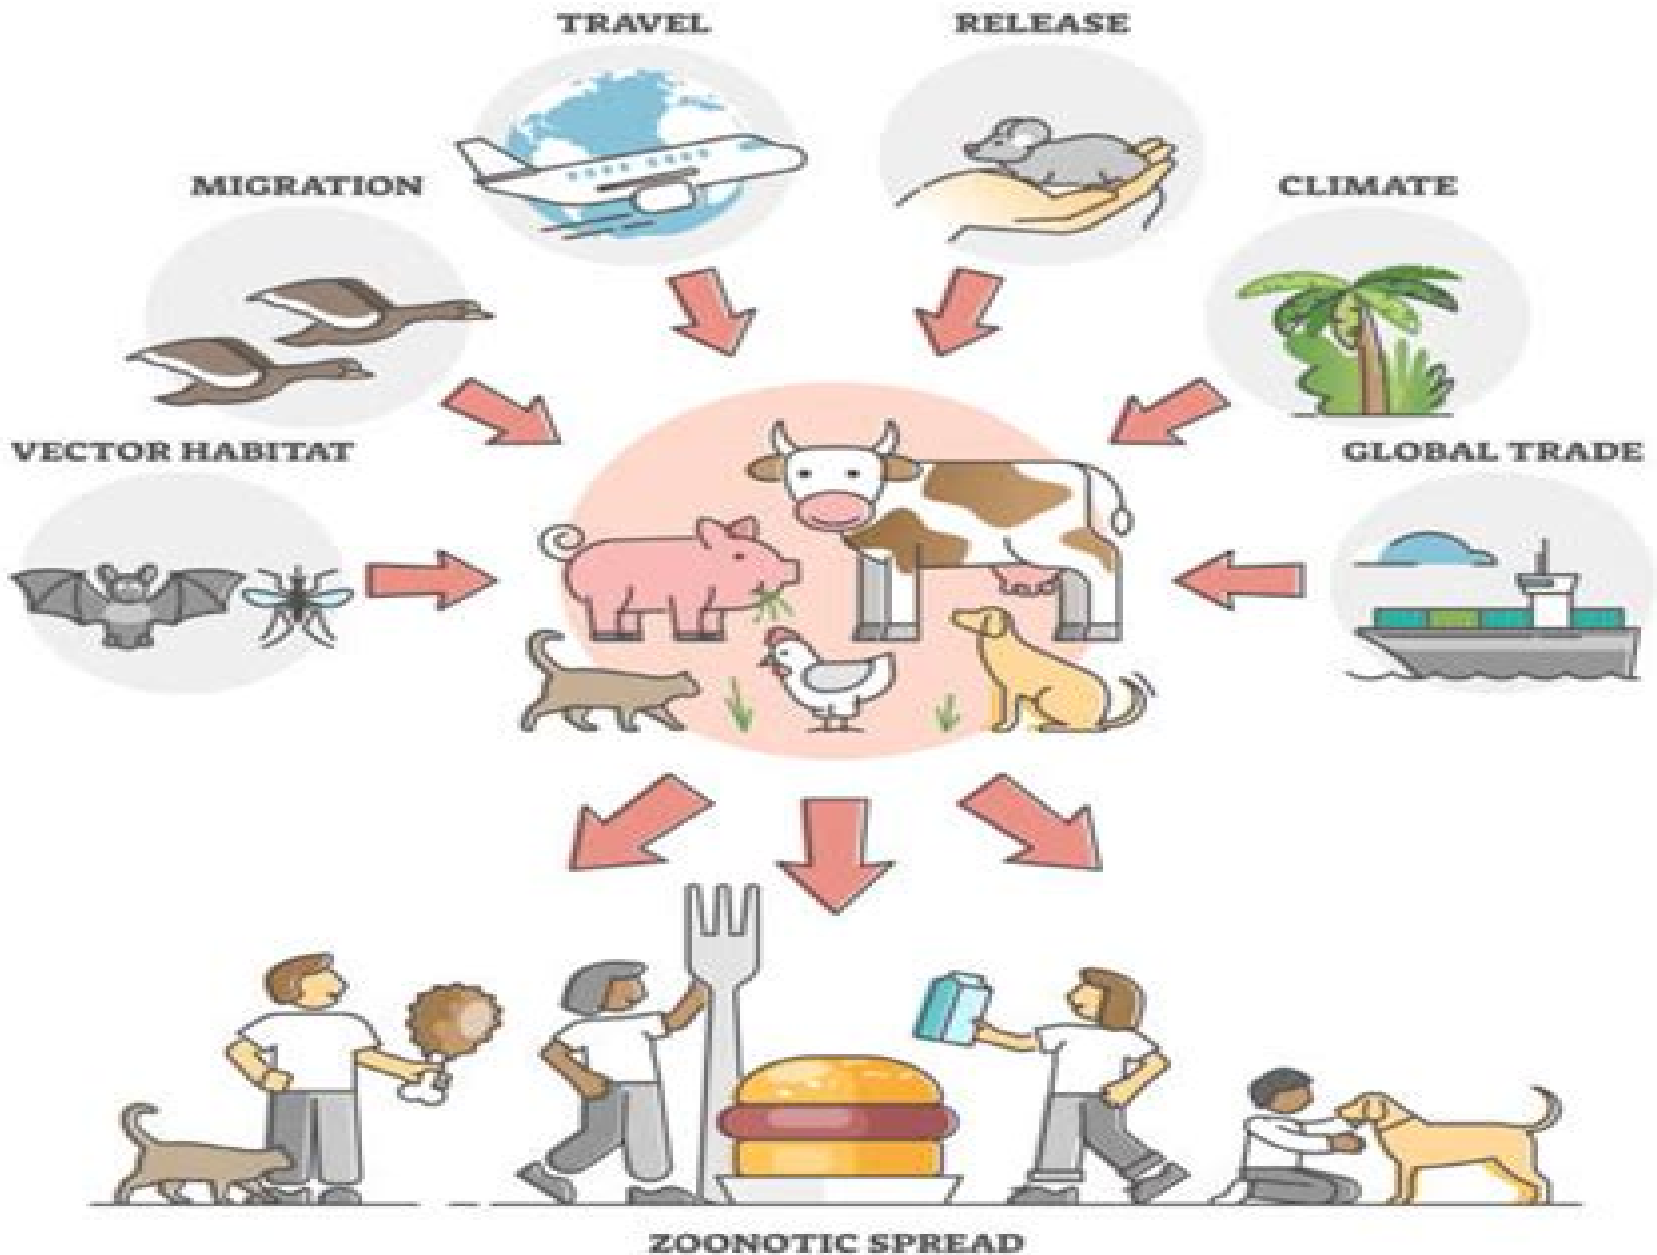 TRAVEL
RELEASE
MIGRATION
CLIMATE
VECTOR HABITAT
GLOBAL TRADE
ZOONOTIC SPREAD